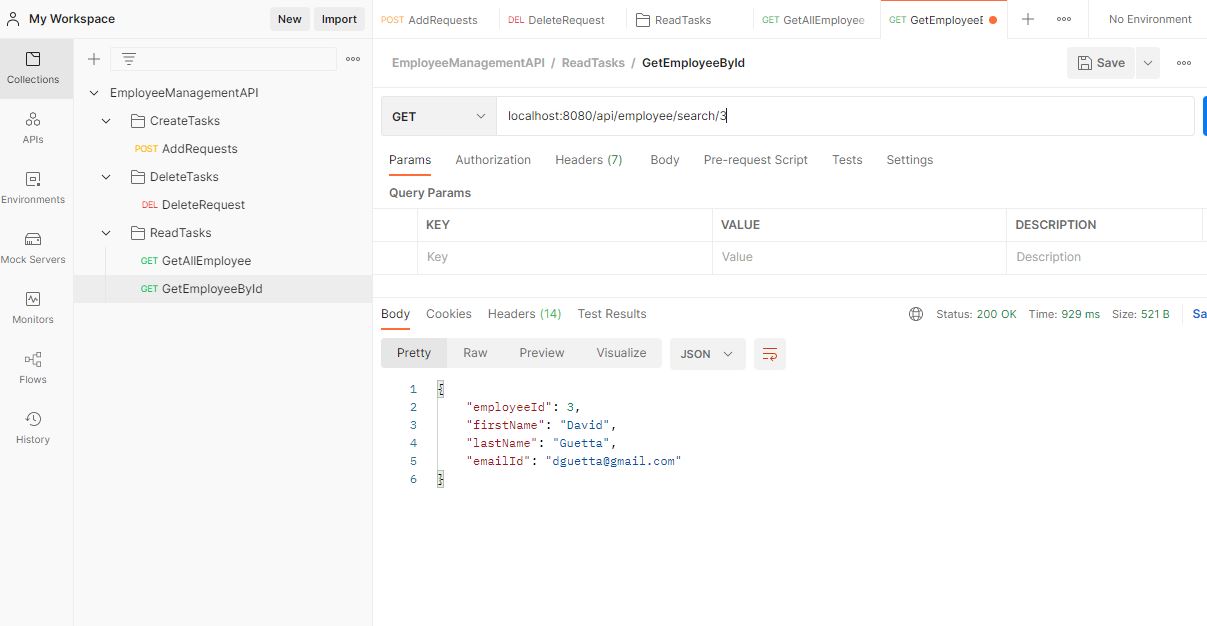 My Workspace New Import POST AddRequests DEL DeleteRequest ReadTasks GET GetAllEmployee GET GetEmployeeE No Environment
Collections
APIs
Environments
Mock Servers
Monitors
Flows
History
EmployeeManagementAPI
CreateTasks
POST AddRequests
DeleteTasks
DEL DeleteRequest
ReadTasks
GET GetAllEmployee
GET GetEmployeeById
EmployeeManagementAPI / ReadTasks / GetEmployeeById Save
GET localhost:8080/api/employee/search/3
Params Authorization Headers (7) Body Pre-request Script Tests Settings
Query Params
KEY VALUE DESCRIPTION
Key Value Description
Body Cookies Headers (14) Test Results Status: 200 OK Time: 929 ms Size: 521 B Sa
Pretty Raw Preview Visualize JSON
1 {
2 "employeeId": 3,
3 "firstName": "David",
4 "lastName": "Guetta",
5 "emailId": "dguetta@gmail.com"
6 }